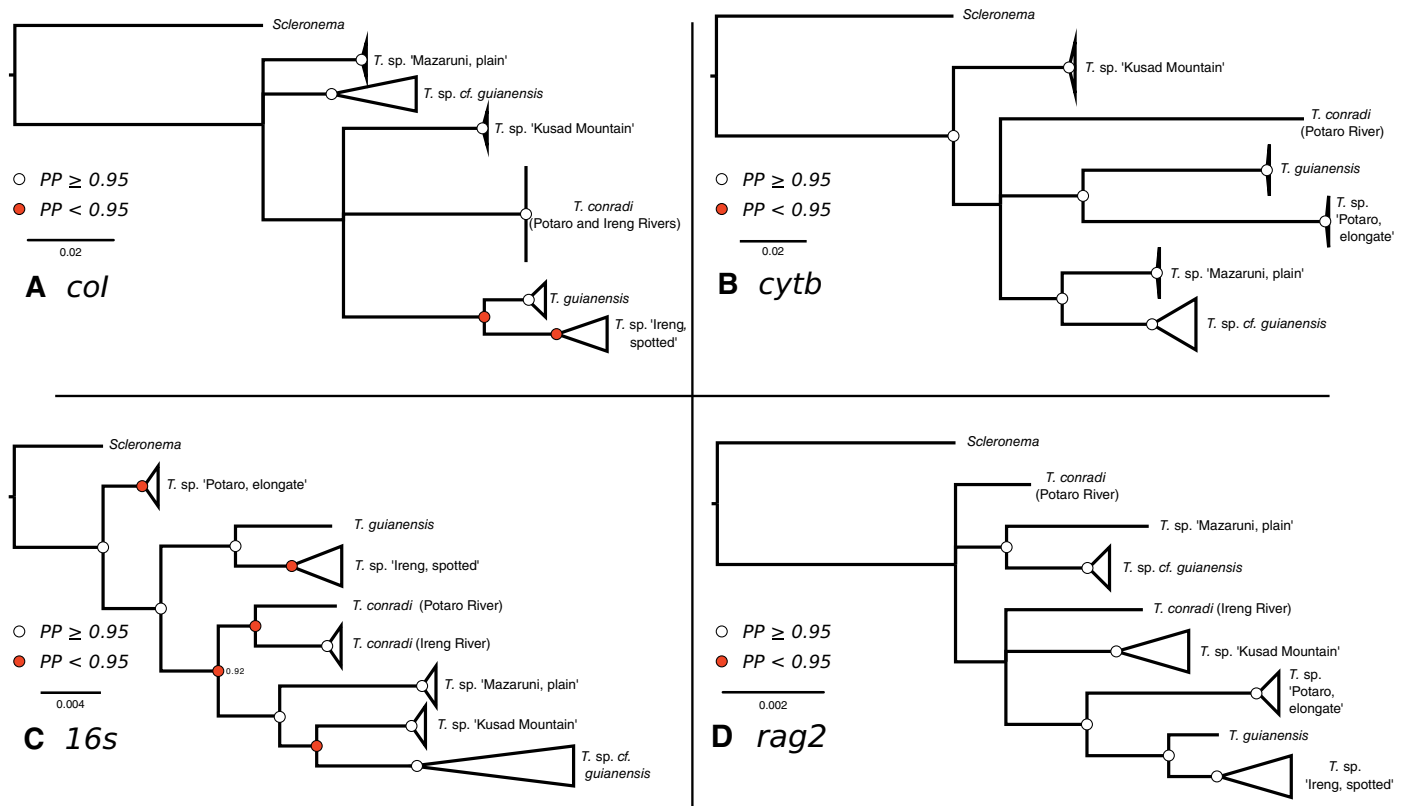 Scleronema
T. sp. 'Mazaruni, plain'
T. sp. cf. guianensis
T. sp. 'Kusad Mountain'
PP ≥ 0.95
PP < 0.95
0.02
T. conradi
(Potaro and Ireng Rivers)
A col
T. guianensis
T. sp. 'Ireng,
spotted'
Scleronema
T. sp. 'Kusad Mountain'
T. conradi
(Potaro River)
PP ≥ 0.95
PP < 0.95
0.02
T. guianensis
T. sp.
'Potaro,
elongate'
B cytb
T. sp. 'Mazaruni, plain'
T. sp. cf. guianensis
Scleronema
T. sp. 'Potaro, elongate'
T. guianensis
T. sp. 'Ireng, spotted'
T. conradi (Potaro River)
PP ≥ 0.95
T. conradi (Ireng River)
PP < 0.95
0.92
T. sp. 'Mazaruni, plain'
0.004
T. sp. 'Kusad Mountain'
C 16s
T. sp. cf.
guianensis
Scleronema
T. conradi
(Potaro River)
T. sp. 'Mazaruni, plain'
T. sp. cf. guianensis
T. conradi (Ireng River)
PP ≥ 0.95
PP < 0.95
T. sp. 'Kusad Mountain'
T. sp.
'Potaro,
elongate'
0.002
D rag2
T. guianensis
T. sp.
'Ireng, spotted'